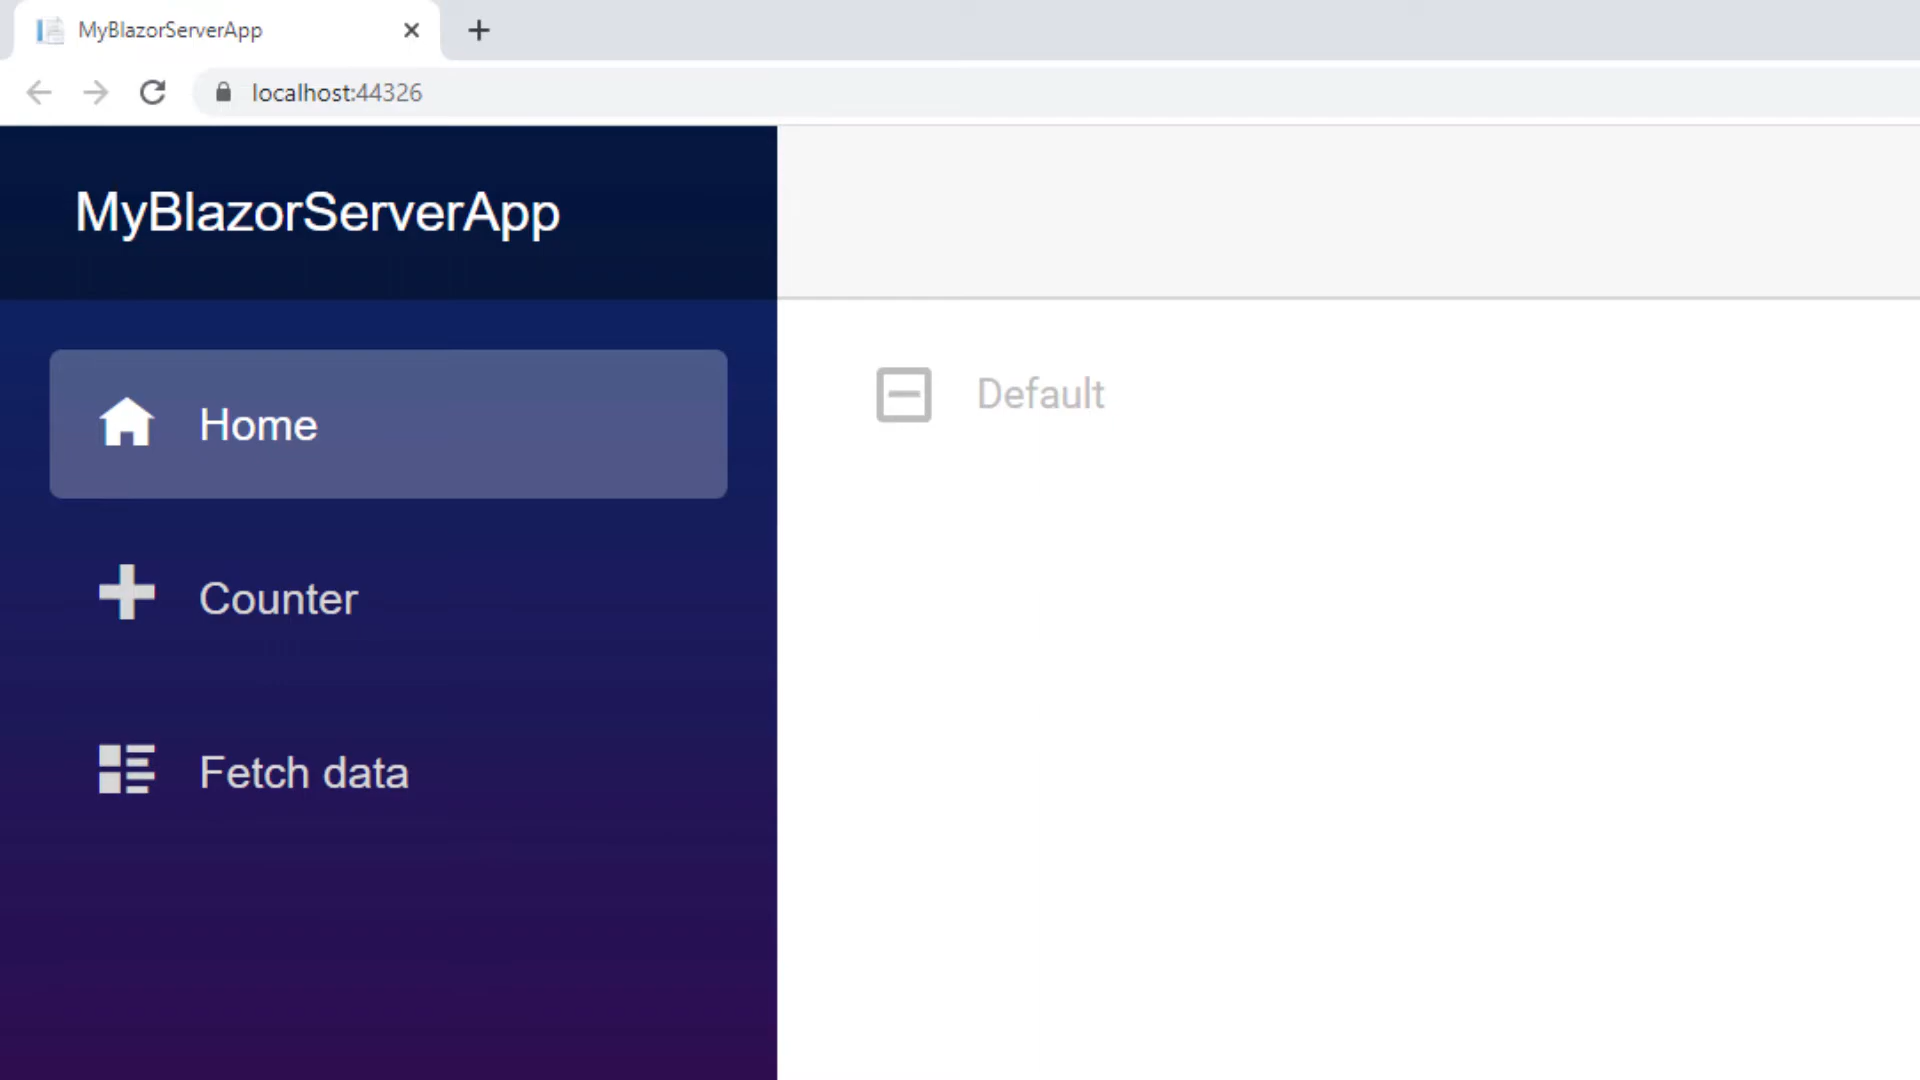 MyBlazorServerApp
localhost:44326
MyBlazorServerApp
Home
Default
Counter
Fetch data